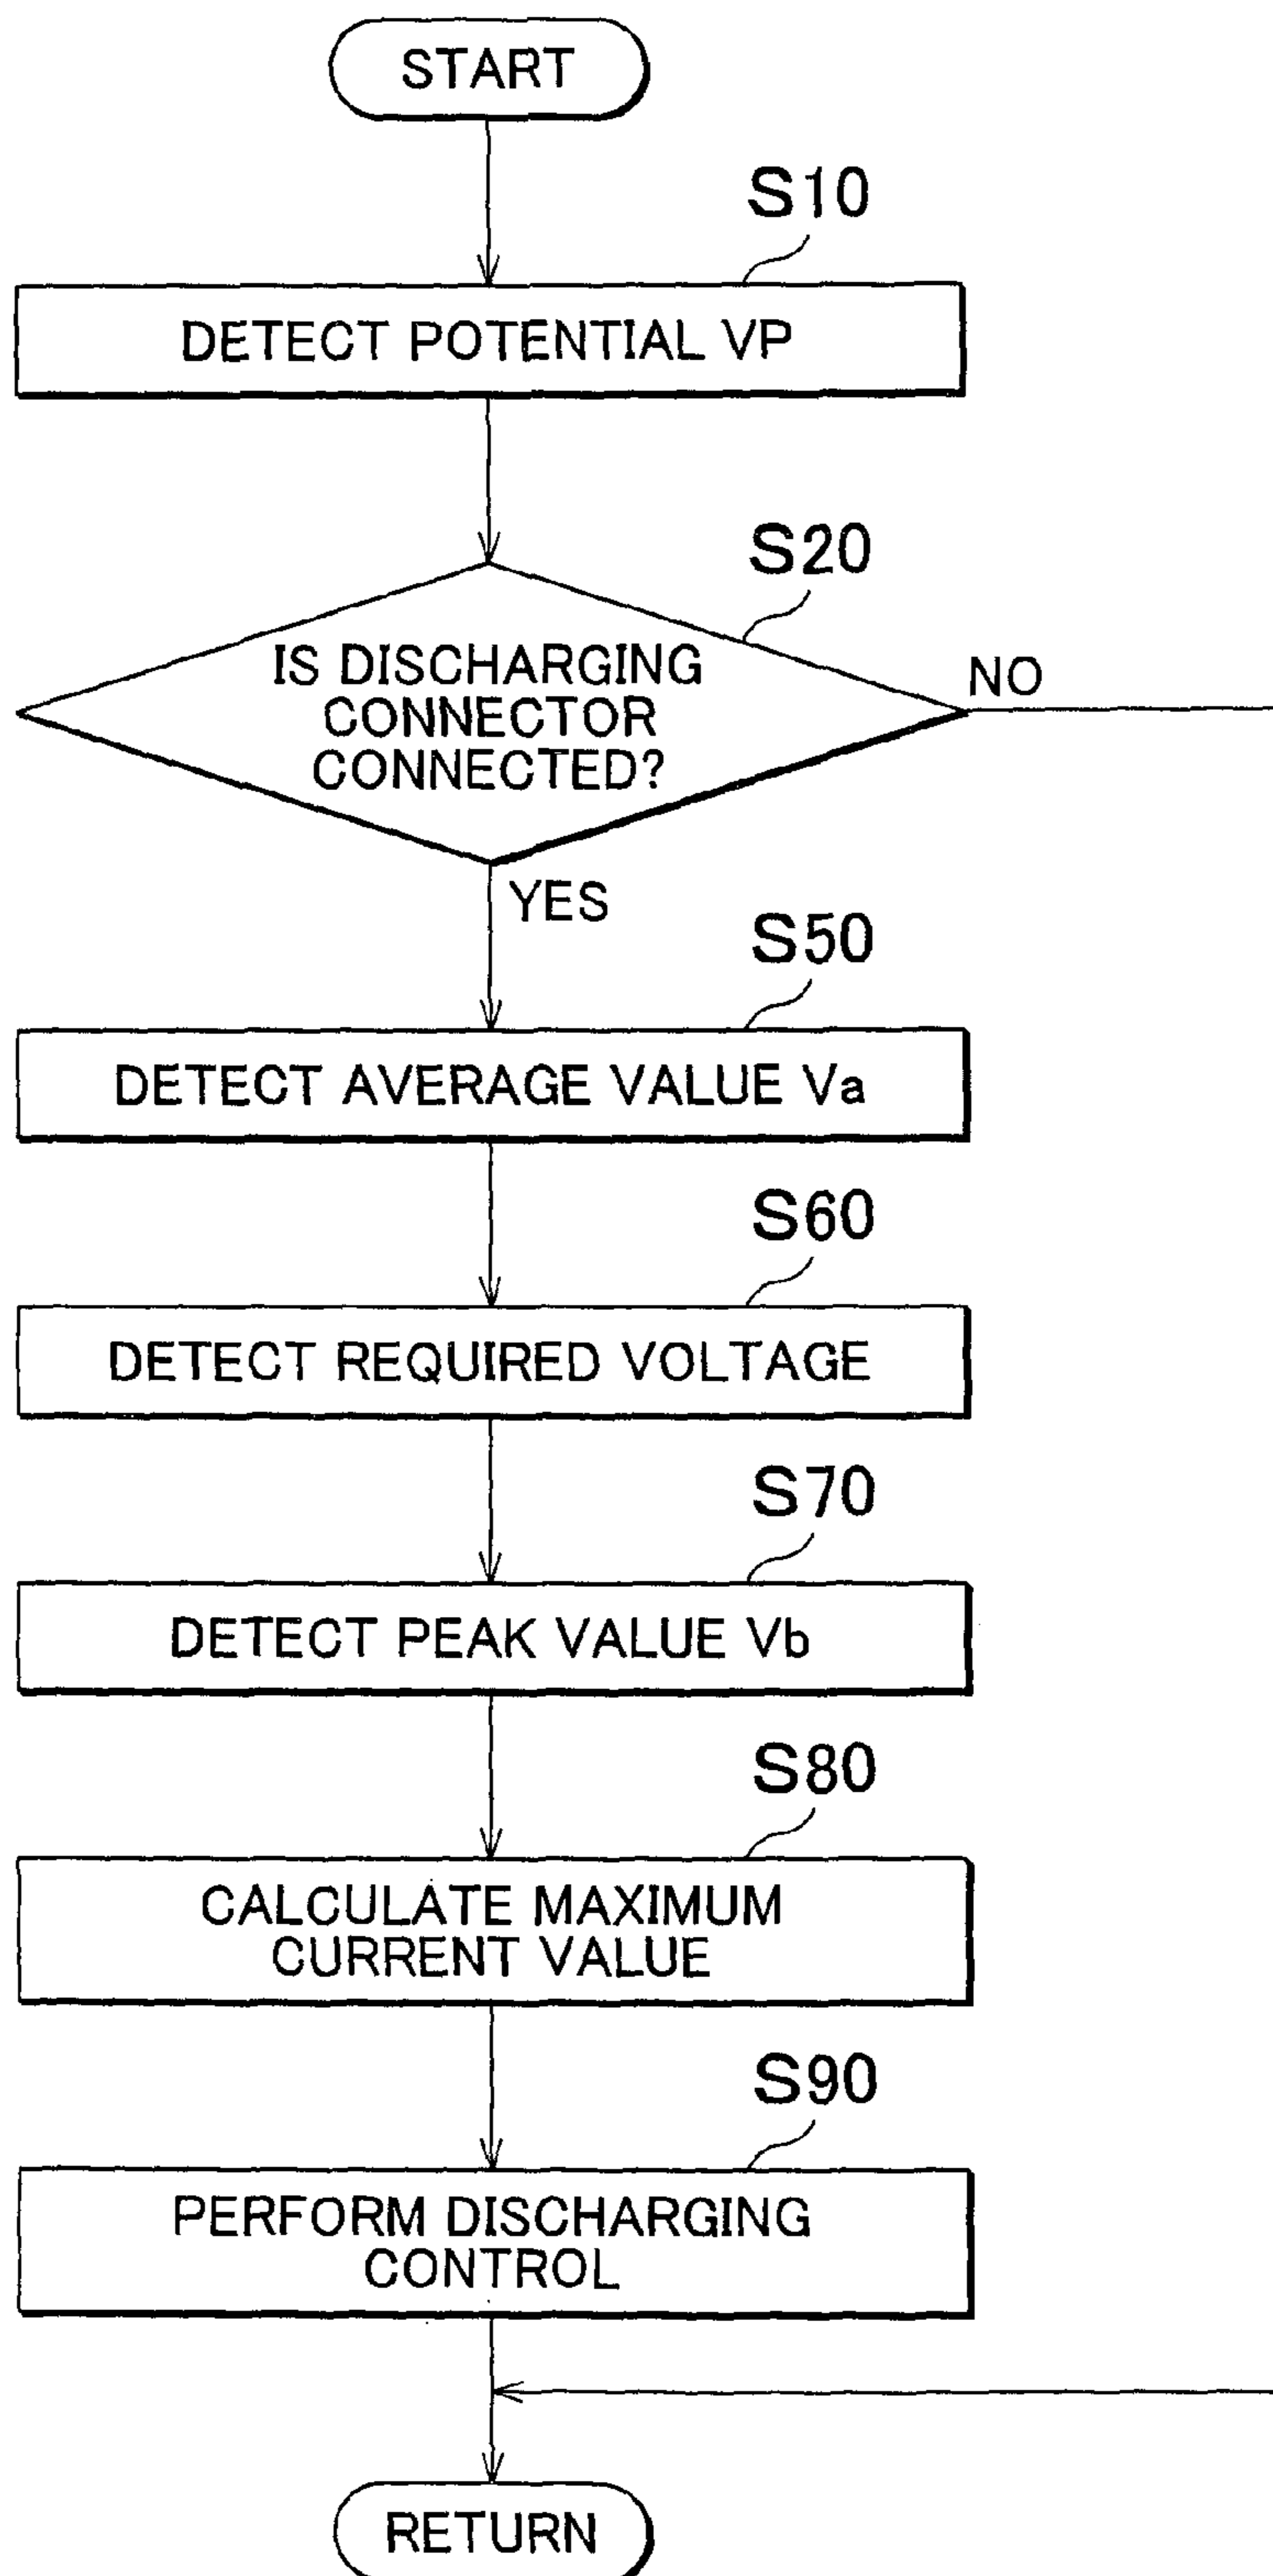 START
S10
DETECT POTENTIAL VP
S20
IS DISCHARGING
CONNECTOR
CONNECTED?
NO
YES
S50
DETECT AVERAGE VALUE Va
S60
DETECT REQUIRED VOLTAGE
S70
DETECT PEAK VALUE Vb
S80
CALCULATE MAXIMUM
CURRENT VALUE
S90
PERFORM DISCHARGING
CONTROL
RETURN